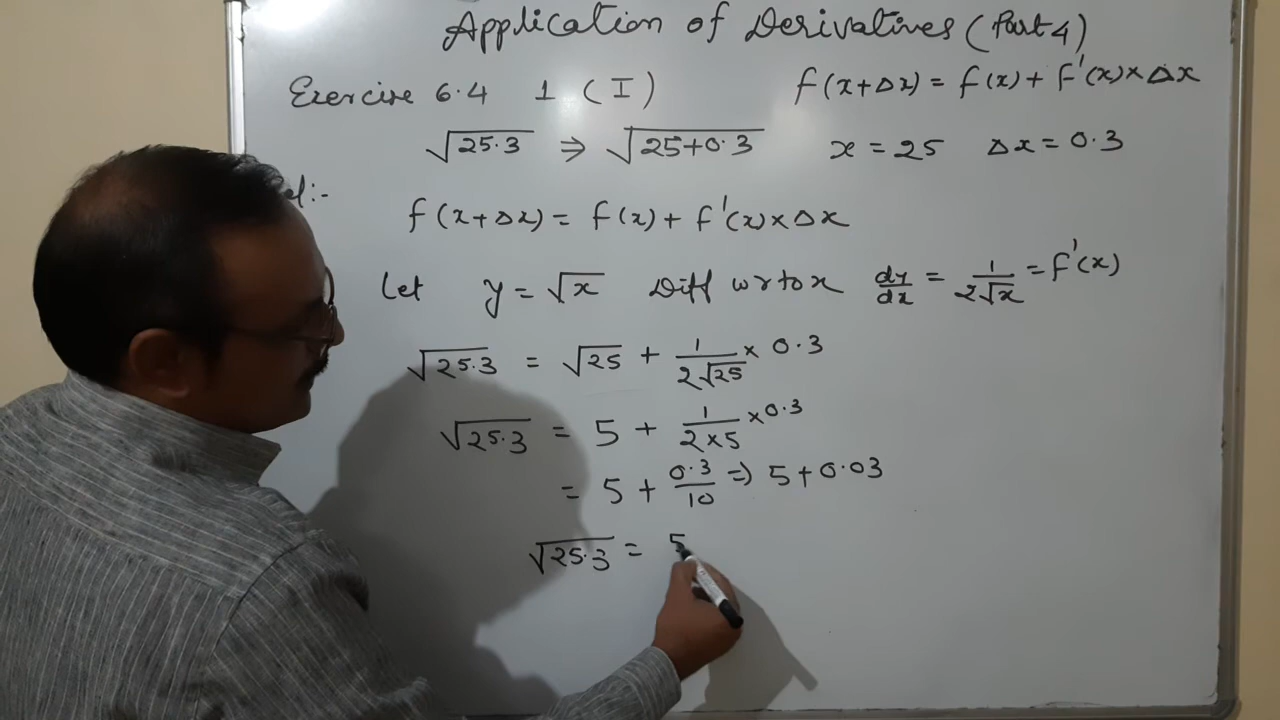 Application of Derivatives (Part 4)
Exercise 6.4 1 (I) f(x+Δx) = f(x) + f'(x) × Δx
√25.3 ⇒ √25+0.3 x = 25 Δx = 0.3
f(x+Δx) = f(x) + f'(x) × Δx
Let y = √x Diff w r to x dy/dx = 1/2√x = f'(x)
√25.3 = √25 + 1/2√25 × 0.3
√25.3 = 5 + 1/2×5 × 0.3
= 5 + 0.3/10 ⇒ 5 + 0.03
√25.3 = 5